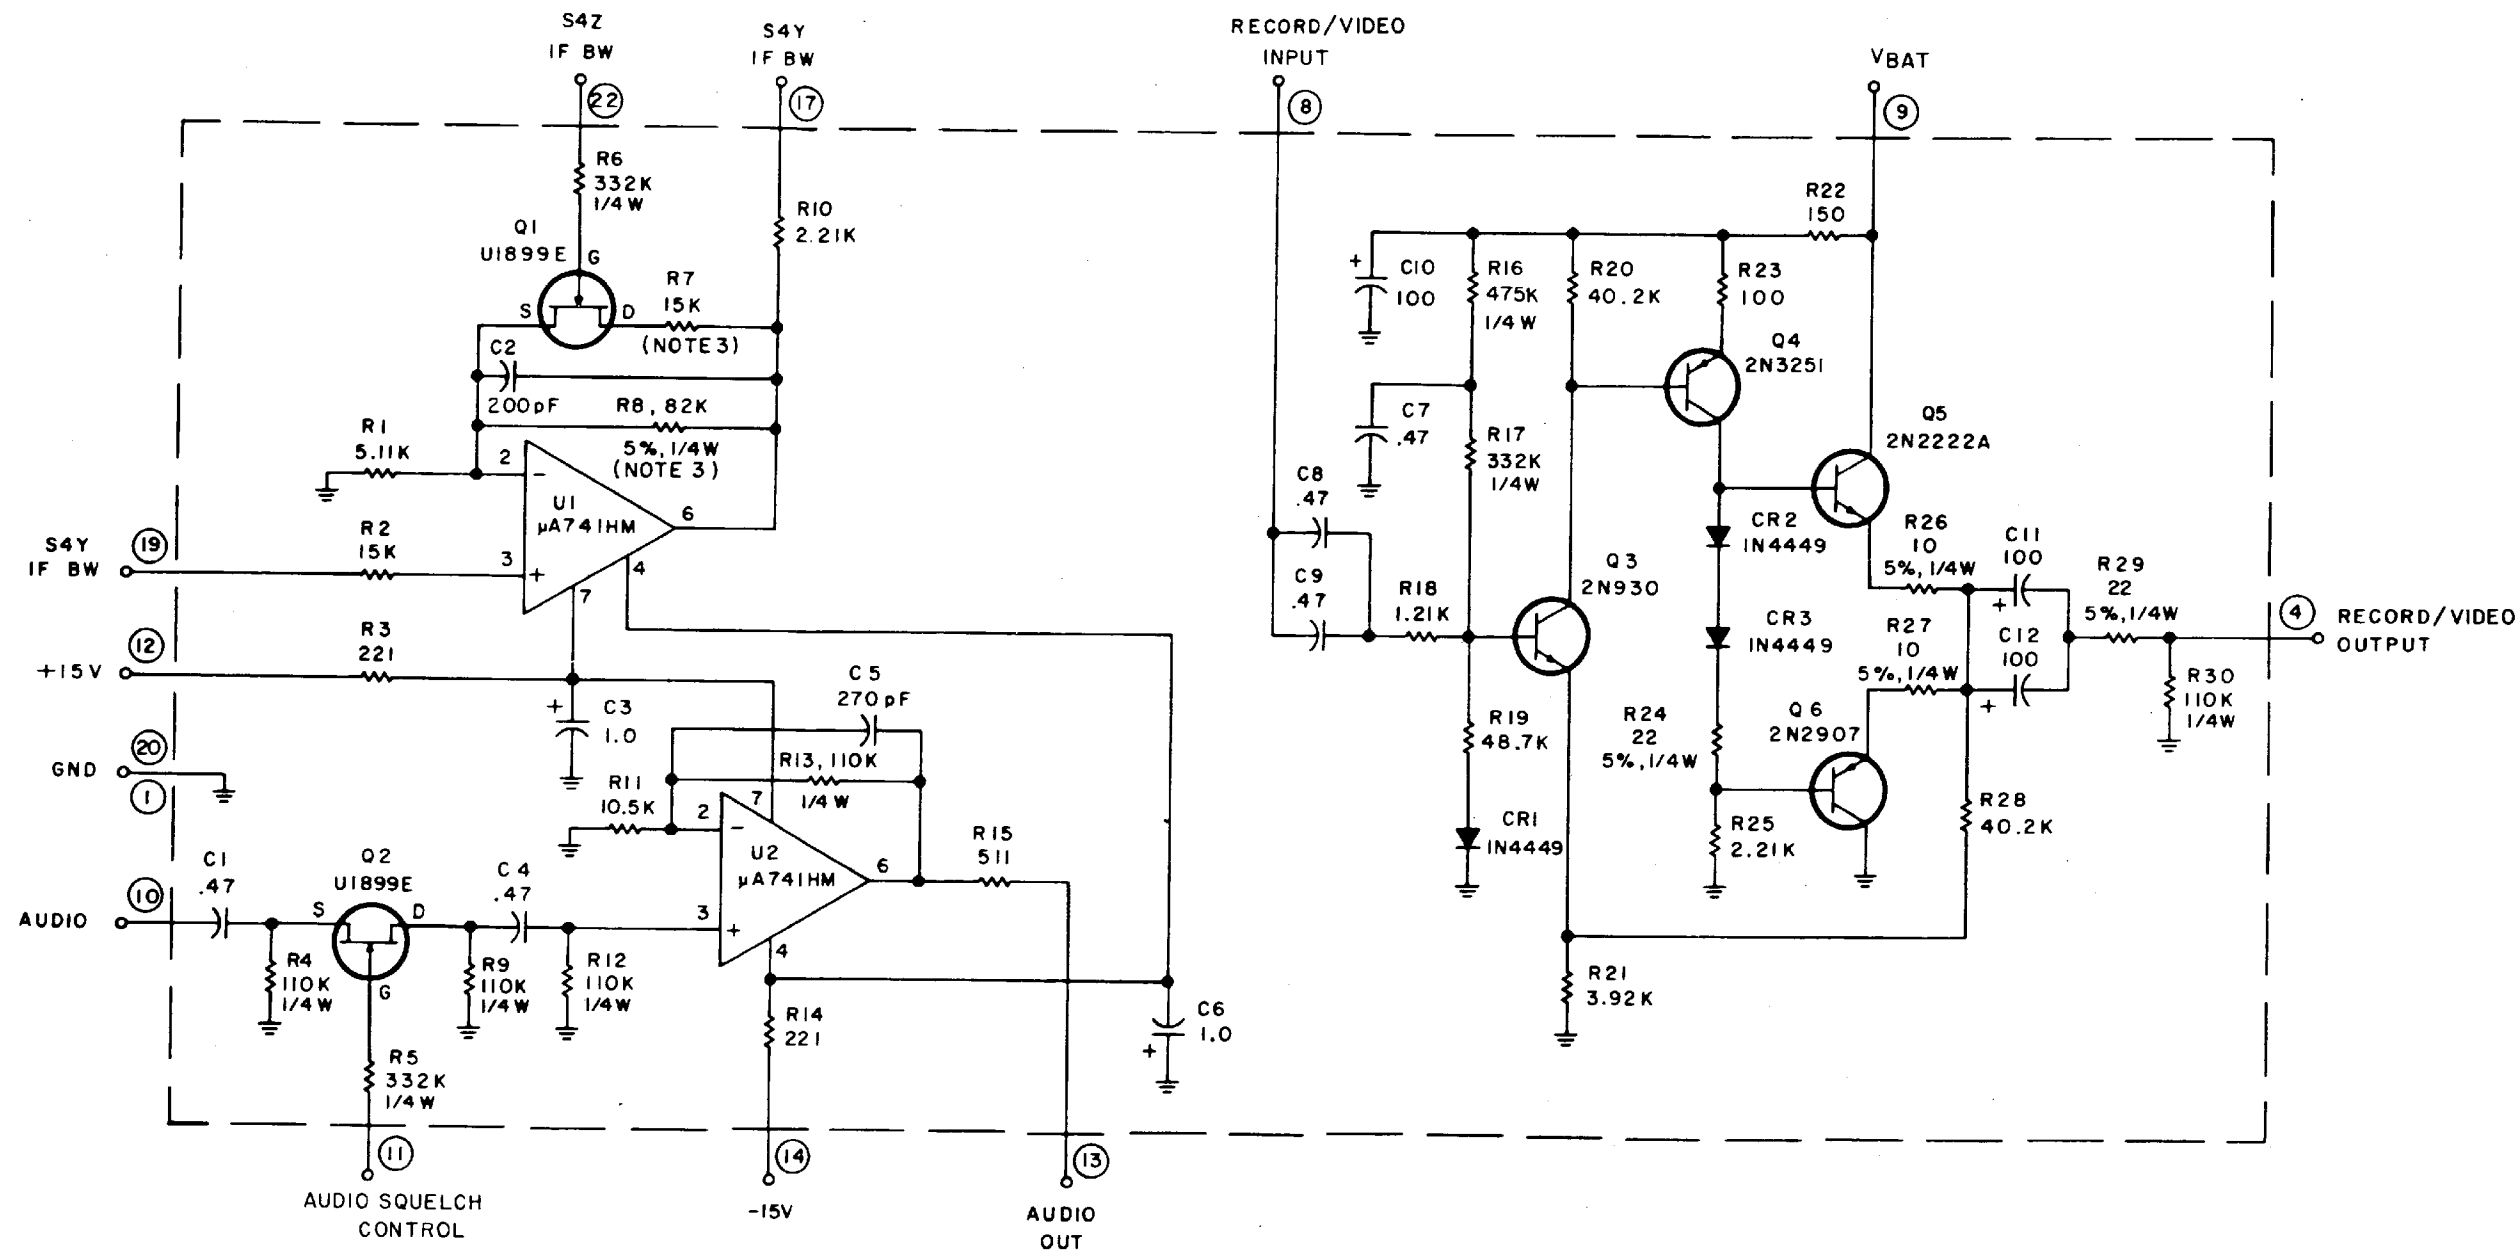 S4Z
IF BW
22
S4Y
IF BW
17
RECORD/VIDEO
INPUT
8
VBAT
9
R6
332K
1/4W
Q1
U1899E
G
S
D
R7
15K
(NOTE 3)
R10
2.21K
C2
200pF
R8, 82K
5%, 1/4W
(NOTE 3)
R1
5.11K
2
−
U1
µA741HM
6
3
+
4
7
S4Y
IF BW
19
R2
15K
+15V
12
R3
221
+
C3
1.0
C5
270pF
R13, 110K
1/4W
GND
20
1
R11
10.5K
2
−
7
U2
µA741HM
6
3
+
4
R15
511
AUDIO
10
C1
.47
Q2
U1899E
S
D
G
C4
.47
R4
110K
1/4W
R9
110K
1/4W
R12
110K
1/4W
R14
221
C6
1.0
+
R5
332K
1/4W
11
AUDIO SQUELCH
CONTROL
14
-15V
13
AUDIO
OUT
R22
150
+
C10
100
R16
475K
1/4W
R20
40.2K
R23
100
Q4
2N3251
C7
.47
R17
332K
1/4W
Q5
2N2222A
C8
.47
C9
.47
R18
1.21K
Q3
2N930
CR2
1N4449
R26
10
5%, 1/4W
C11
100
+
R29
22
5%, 1/4W
4
RECORD/VIDEO
OUTPUT
CR3
1N4449
R27
10
5%, 1/4W
C12
100
+
R30
110K
1/4W
R19
48.7K
R24
22
5%, 1/4W
Q6
2N2907
CR1
1N4449
R25
2.21K
R28
40.2K
R21
3.92K